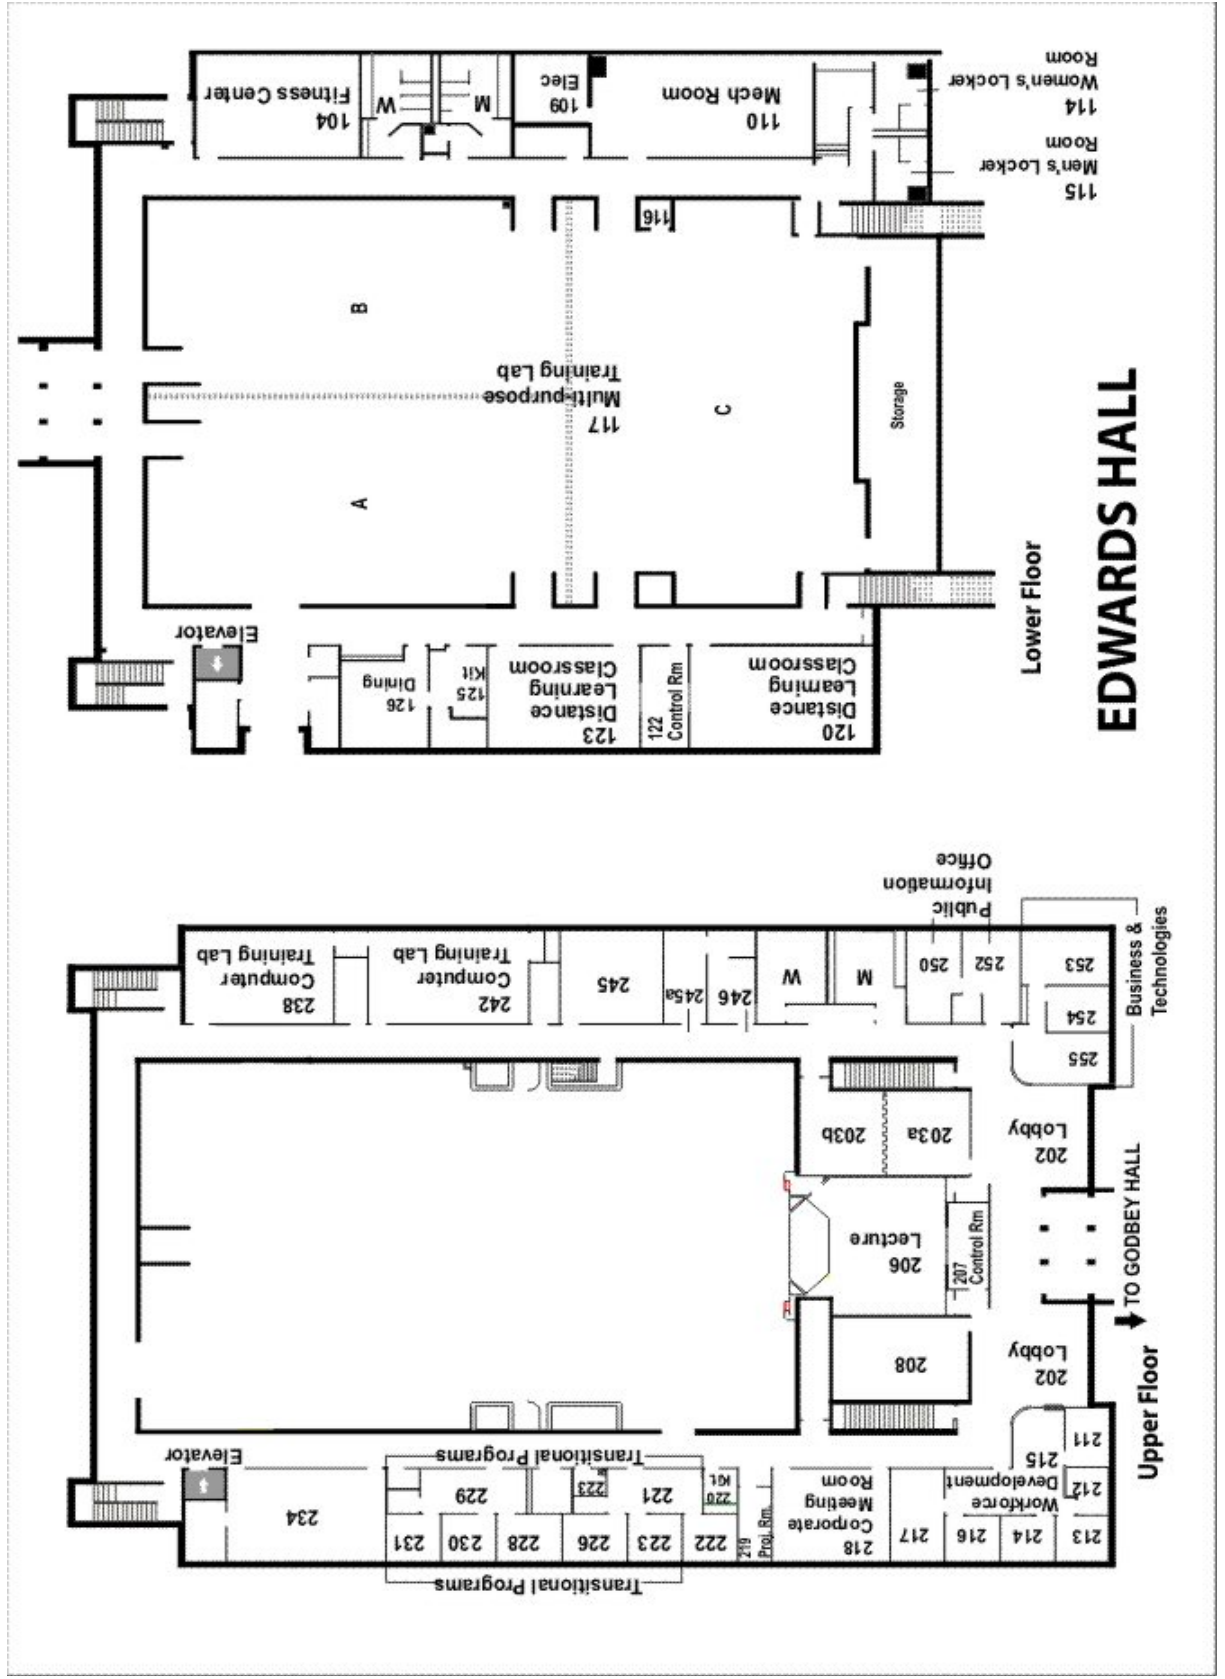 EDWARDS HALL
Lower Floor
104
Fitness Center
W
M
109
Elec
110
Mech Room
114
Women's Locker
Room
115
Men's Locker
Room
116
B
117
Multi-purpose
Training Lab
A
C
Storage
Elevator
126
Dining
125
Kit
123
Distance
Learning
Classroom
122
Control Rm
120
Distance
Learning
Classroom
Upper Floor
238
Computer
Training Lab
242
Computer
Training Lab
245
245a
246
W
M
250
252
Public
Information
Office
253
254
255
Business &
Technologies
203b
203a
202
Lobby
206
Lecture
207
Control Rm
TO GODBEY HALL
208
202
Lobby
Elevator
234
Transitional Programs
229
223
221
220
Kit.
231
230
228
226
223
222
Transitional Programs
219
Proj. Rm.
218
Corporate
Meeting
Room
215
Workforce
Development
217
216
214
213
212
211